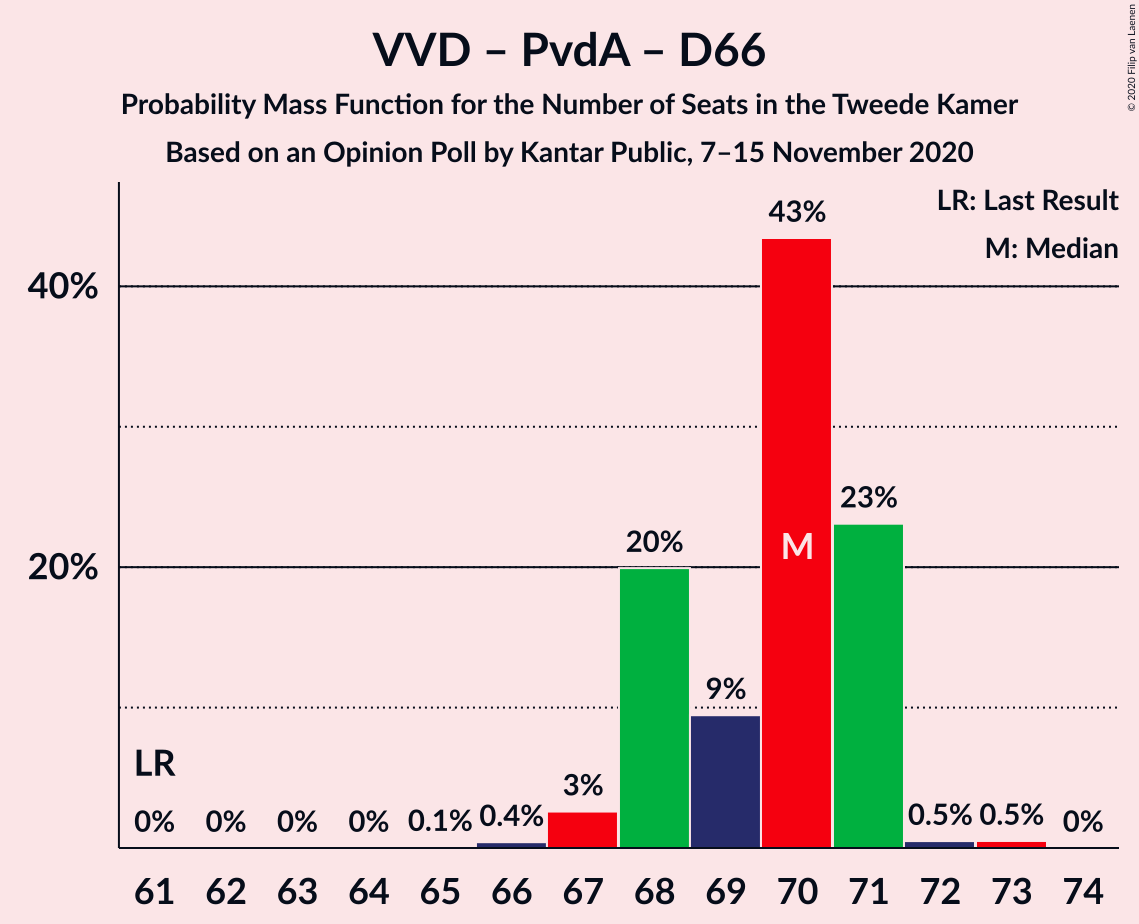 VVD – PvdA – D66
Probability Mass Function for the Number of Seats in the Tweede Kamer
Based on an Opinion Poll by Kantar Public, 7–15 November 2020
© 2020 Filip van Laenen
LR: Last Result
M: Median
43%
40%
23%
20%
M
20%
9%
LR
3%
0% 0% 0% 0% 0.1% 0.4% 0.5% 0.5% 0%
61 62 63 64 65 66 67 68 69 70 71 72 73 74